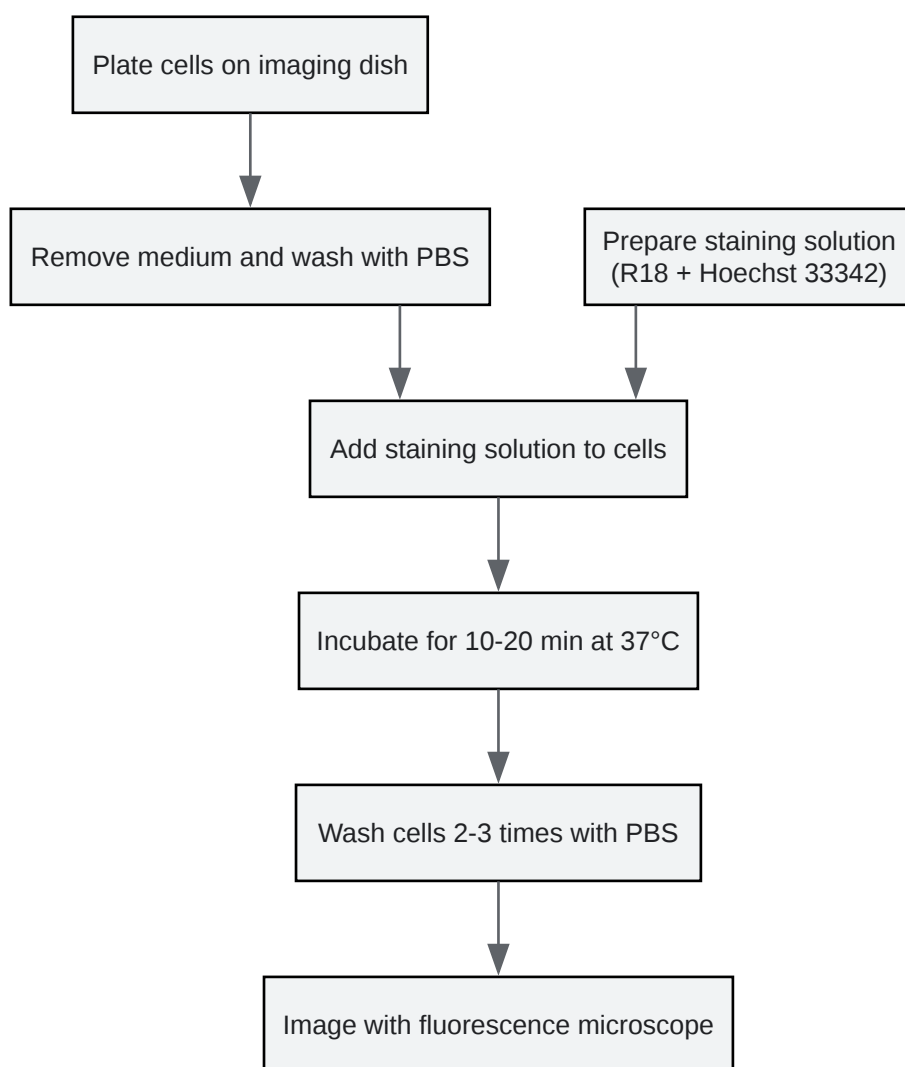 Plate cells on imaging dish
Remove medium and wash with PBS
Prepare staining solution
(R18 + Hoechst 33342)
Add staining solution to cells
Incubate for 10-20 min at 37°C
Wash cells 2-3 times with PBS
Image with fluorescence microscope